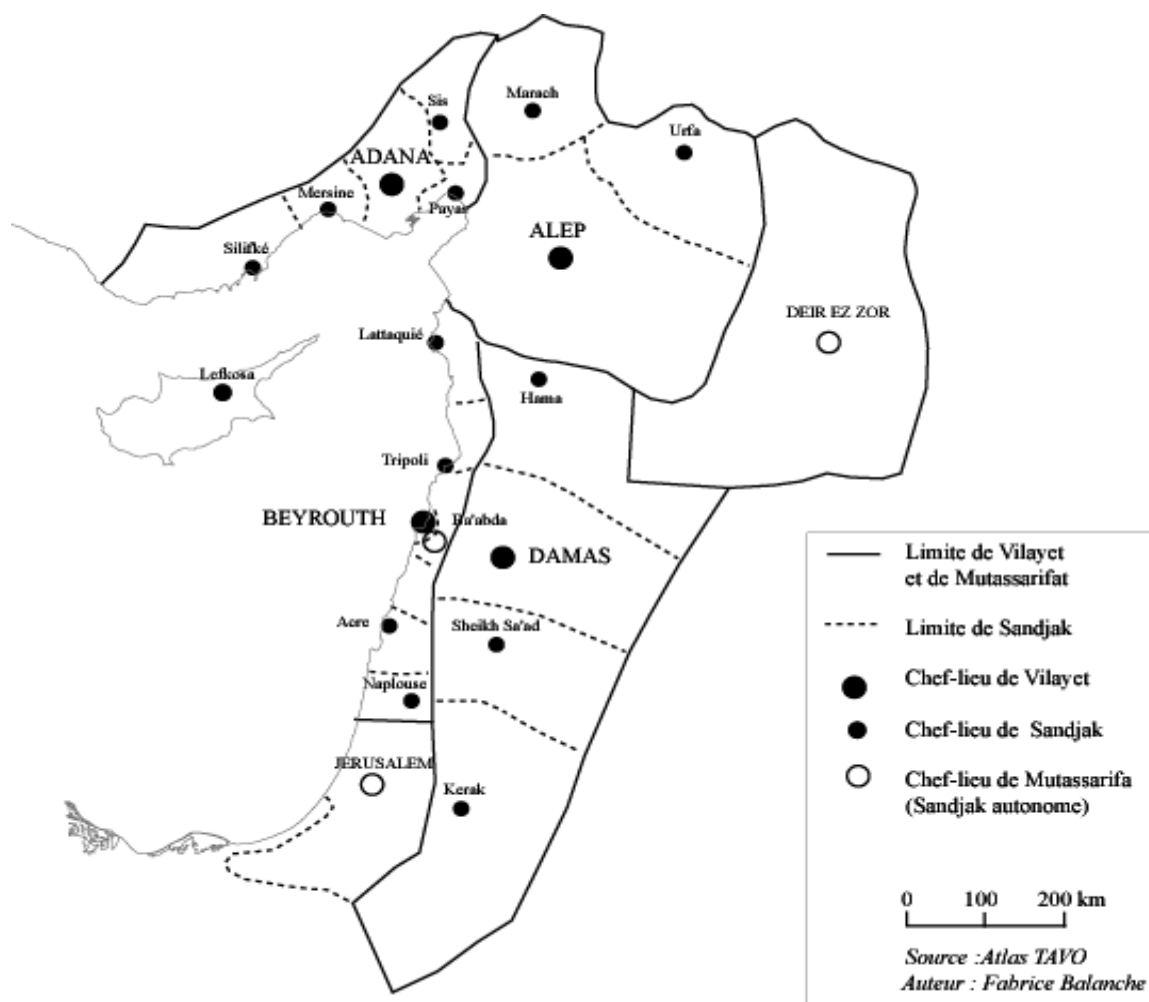 Marach
Sis
Urfa
ADANA
Mersine
Payas
ALEP
Silifké
DEIR EZ ZOR
Lattaquié
Lefkosa
Hama
Tripoli
BEYROUTH
Ba'abda
DAMAS
Acre
Sheikh Sa'ad
Naplouse
JERUSALEM
Kerak
Limite de Vilayet
et de Mutassarifat
Limite de Sandjak
Chef-lieu de Vilayet
Chef-lieu de Sandjak
Chef-lieu de Mutassarifa
(Sandjak autonome)
0 100 200 km
Source :Atlas TAVO
Auteur : Fabrice Balanche